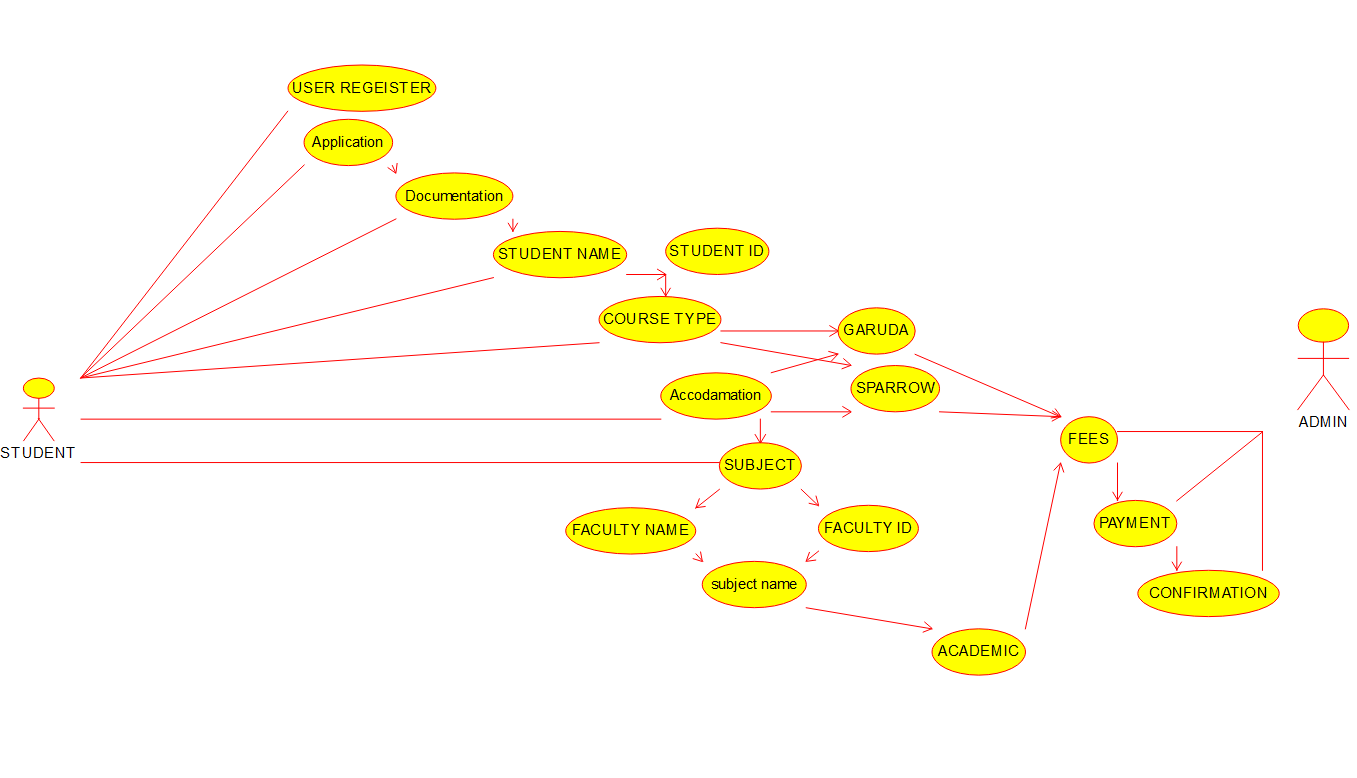 USER REGEISTER
Application
Documentation
STUDENT NAME
STUDENT ID
COURSE TYPE
GARUDA
SPARROW
Accodamation
ADMIN
FEES
STUDENT
SUBJECT
FACULTY NAME
FACULTY ID
PAYMENT
subject name
CONFIRMATION
ACADEMIC